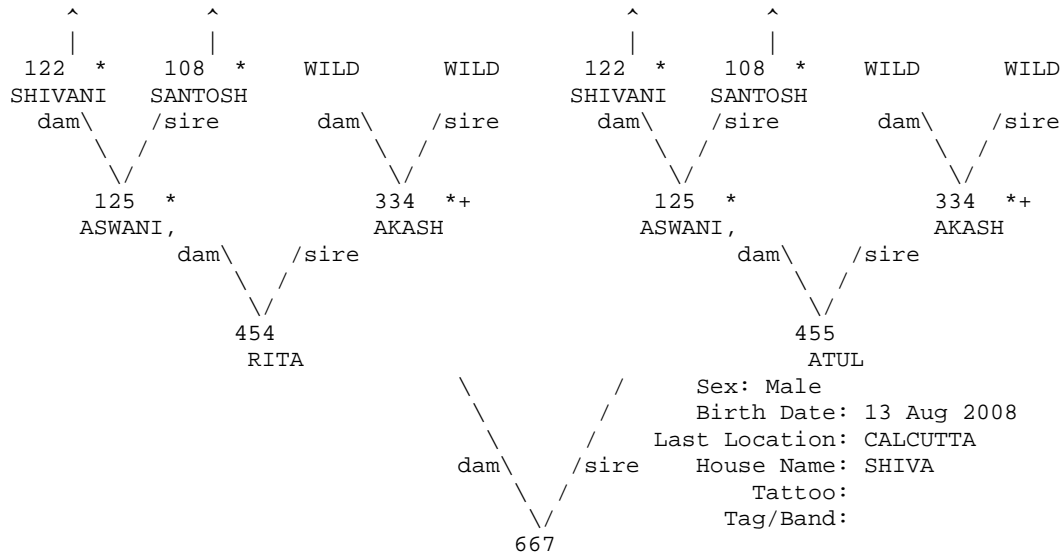 ^ ^ ^ ^
| | | |
122 * 108 * WILD WILD 122 * 108 * WILD WILD
SHIVANI SANTOSH SHIVANI SANTOSH
dam\ /sire dam\ /sire dam\ /sire dam\ /sire
\ / \ / \ / \ /
\/ \/ \/ \/
125 * 334 *+ 125 * 334 *+
ASWANI, AKASH ASWANI, AKASH
dam\ /sire dam\ /sire
\ / \ /
\/ \/
454 455
RITA ATUL
\ / Sex: Male
\ / Birth Date: 13 Aug 2008
\ / Last Location: CALCUTTA
dam\ /sire House Name: SHIVA
\ / Tattoo:
\/ Tag/Band:
667